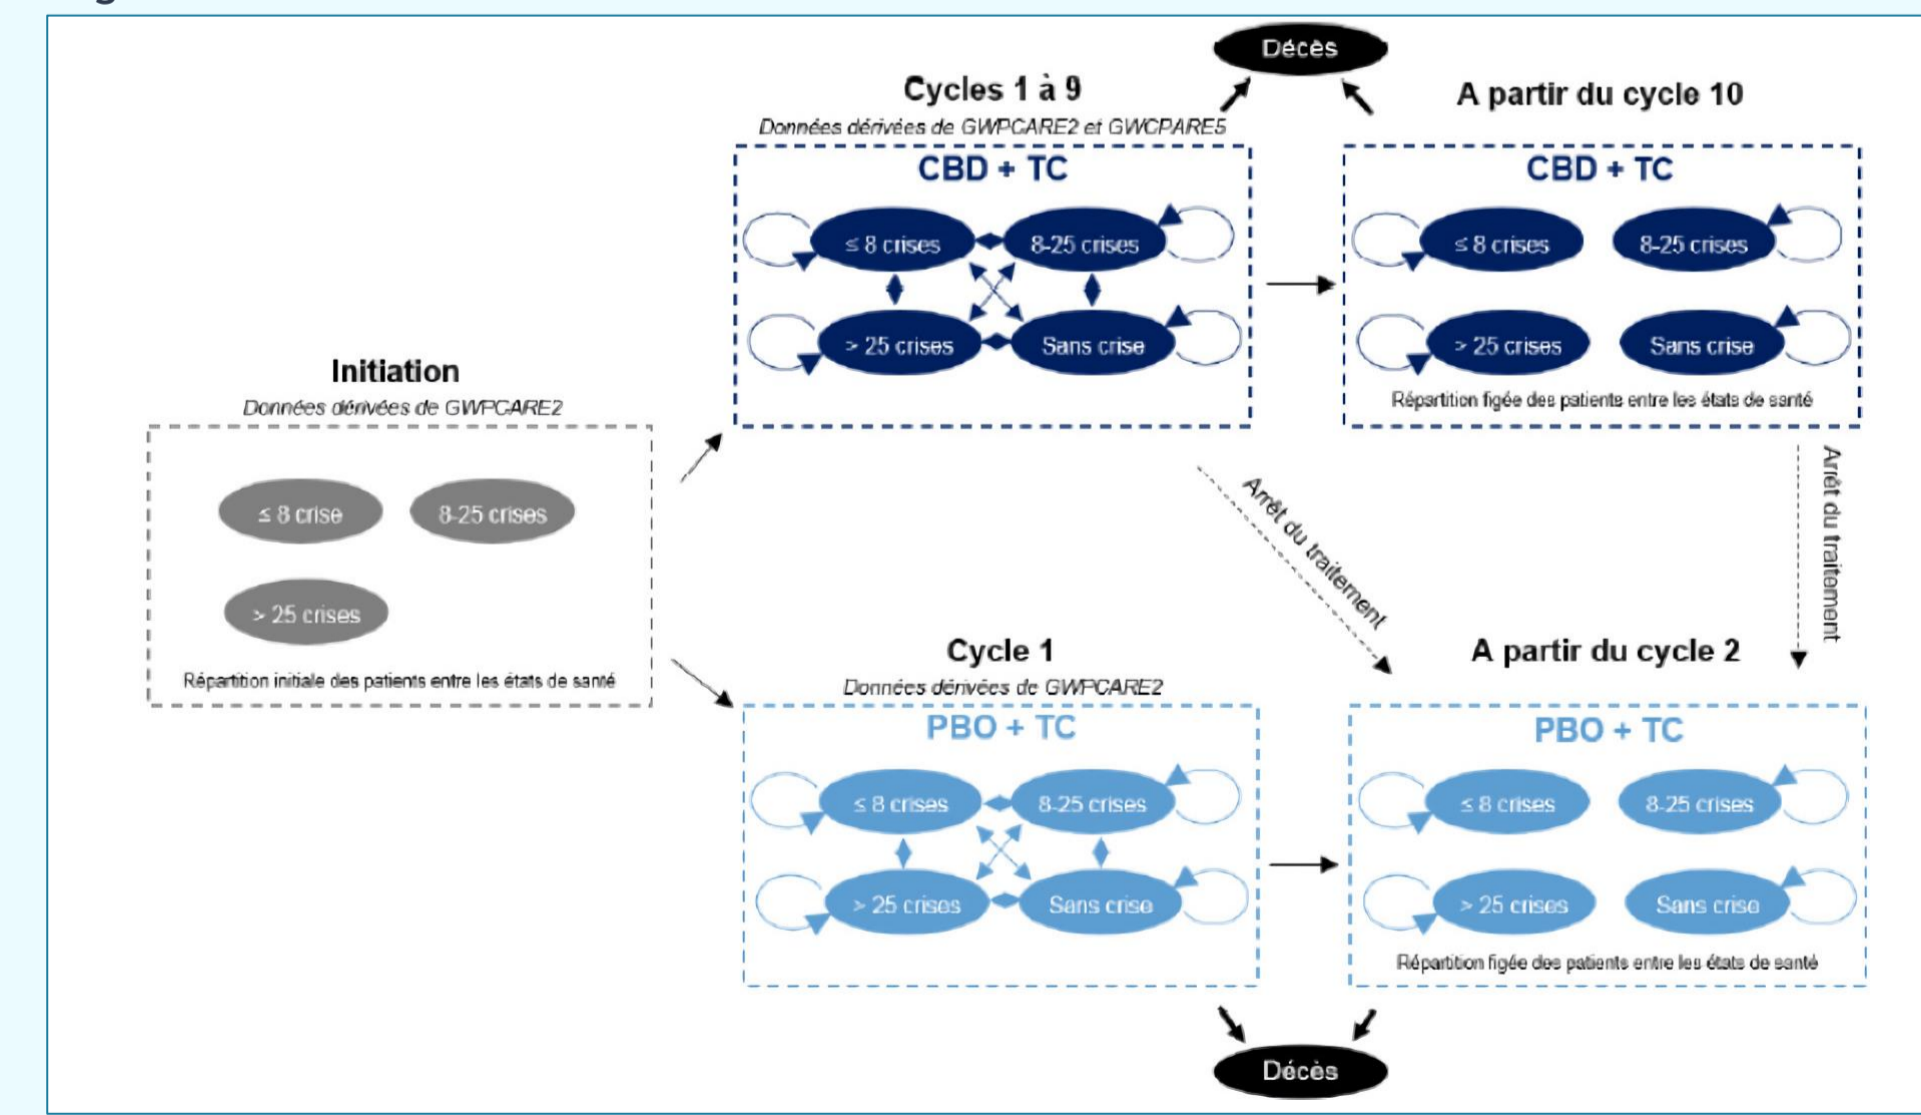 Décès
Cycles 1 à 9
Données dérivées de GWPCARE2 et GWCPARE5
CBD + TC
≤ 8 crises
8-25 crises
> 25 crises
Sans crise
A partir du cycle 10
CBD + TC
≤ 8 crises
8-25 crises
> 25 crises
Sans crise
Répartition figée des patients entre les états de santé
Initiation
Données dérivées de GWPCARE2
≤ 8 crise
8-25 crises
> 25 crises
Répartition initiale des patients entre les états de santé
Arrêt du traitement
Arrêt du traitement
Cycle 1
Données dérivées de GWPCARE2
PBO + TC
≤ 8 crises
8-25 crises
> 25 crises
Sans crise
A partir du cycle 2
PBO + TC
≤ 8 crises
8-25 crises
> 25 crises
Sans crise
Répartition figée des patients entre les états de santé
Décès